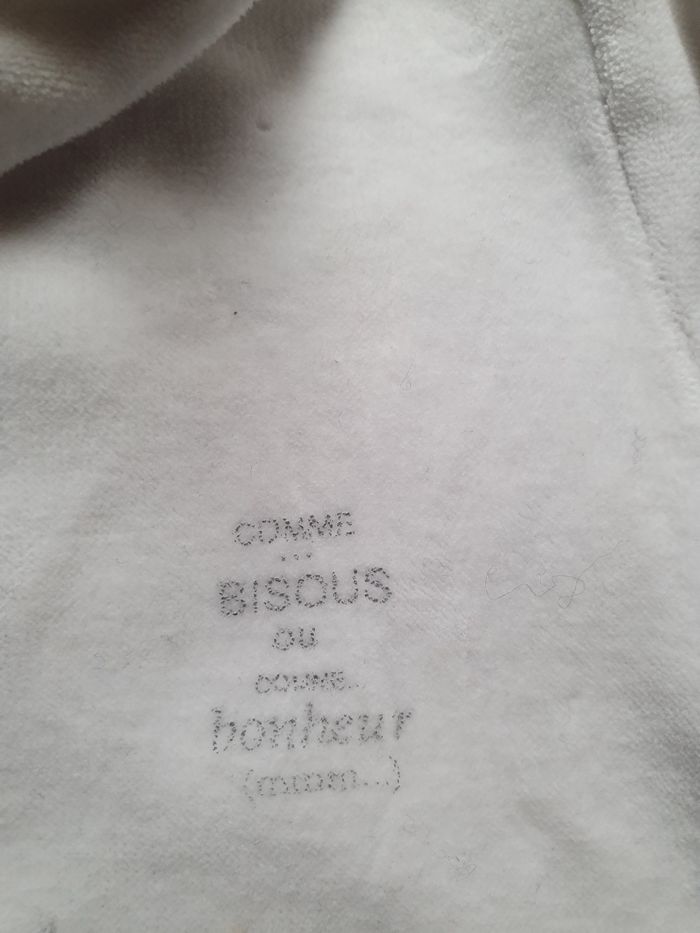 COMME
...
BISOUS
OU
COMME..
bonheur
(mmm...)